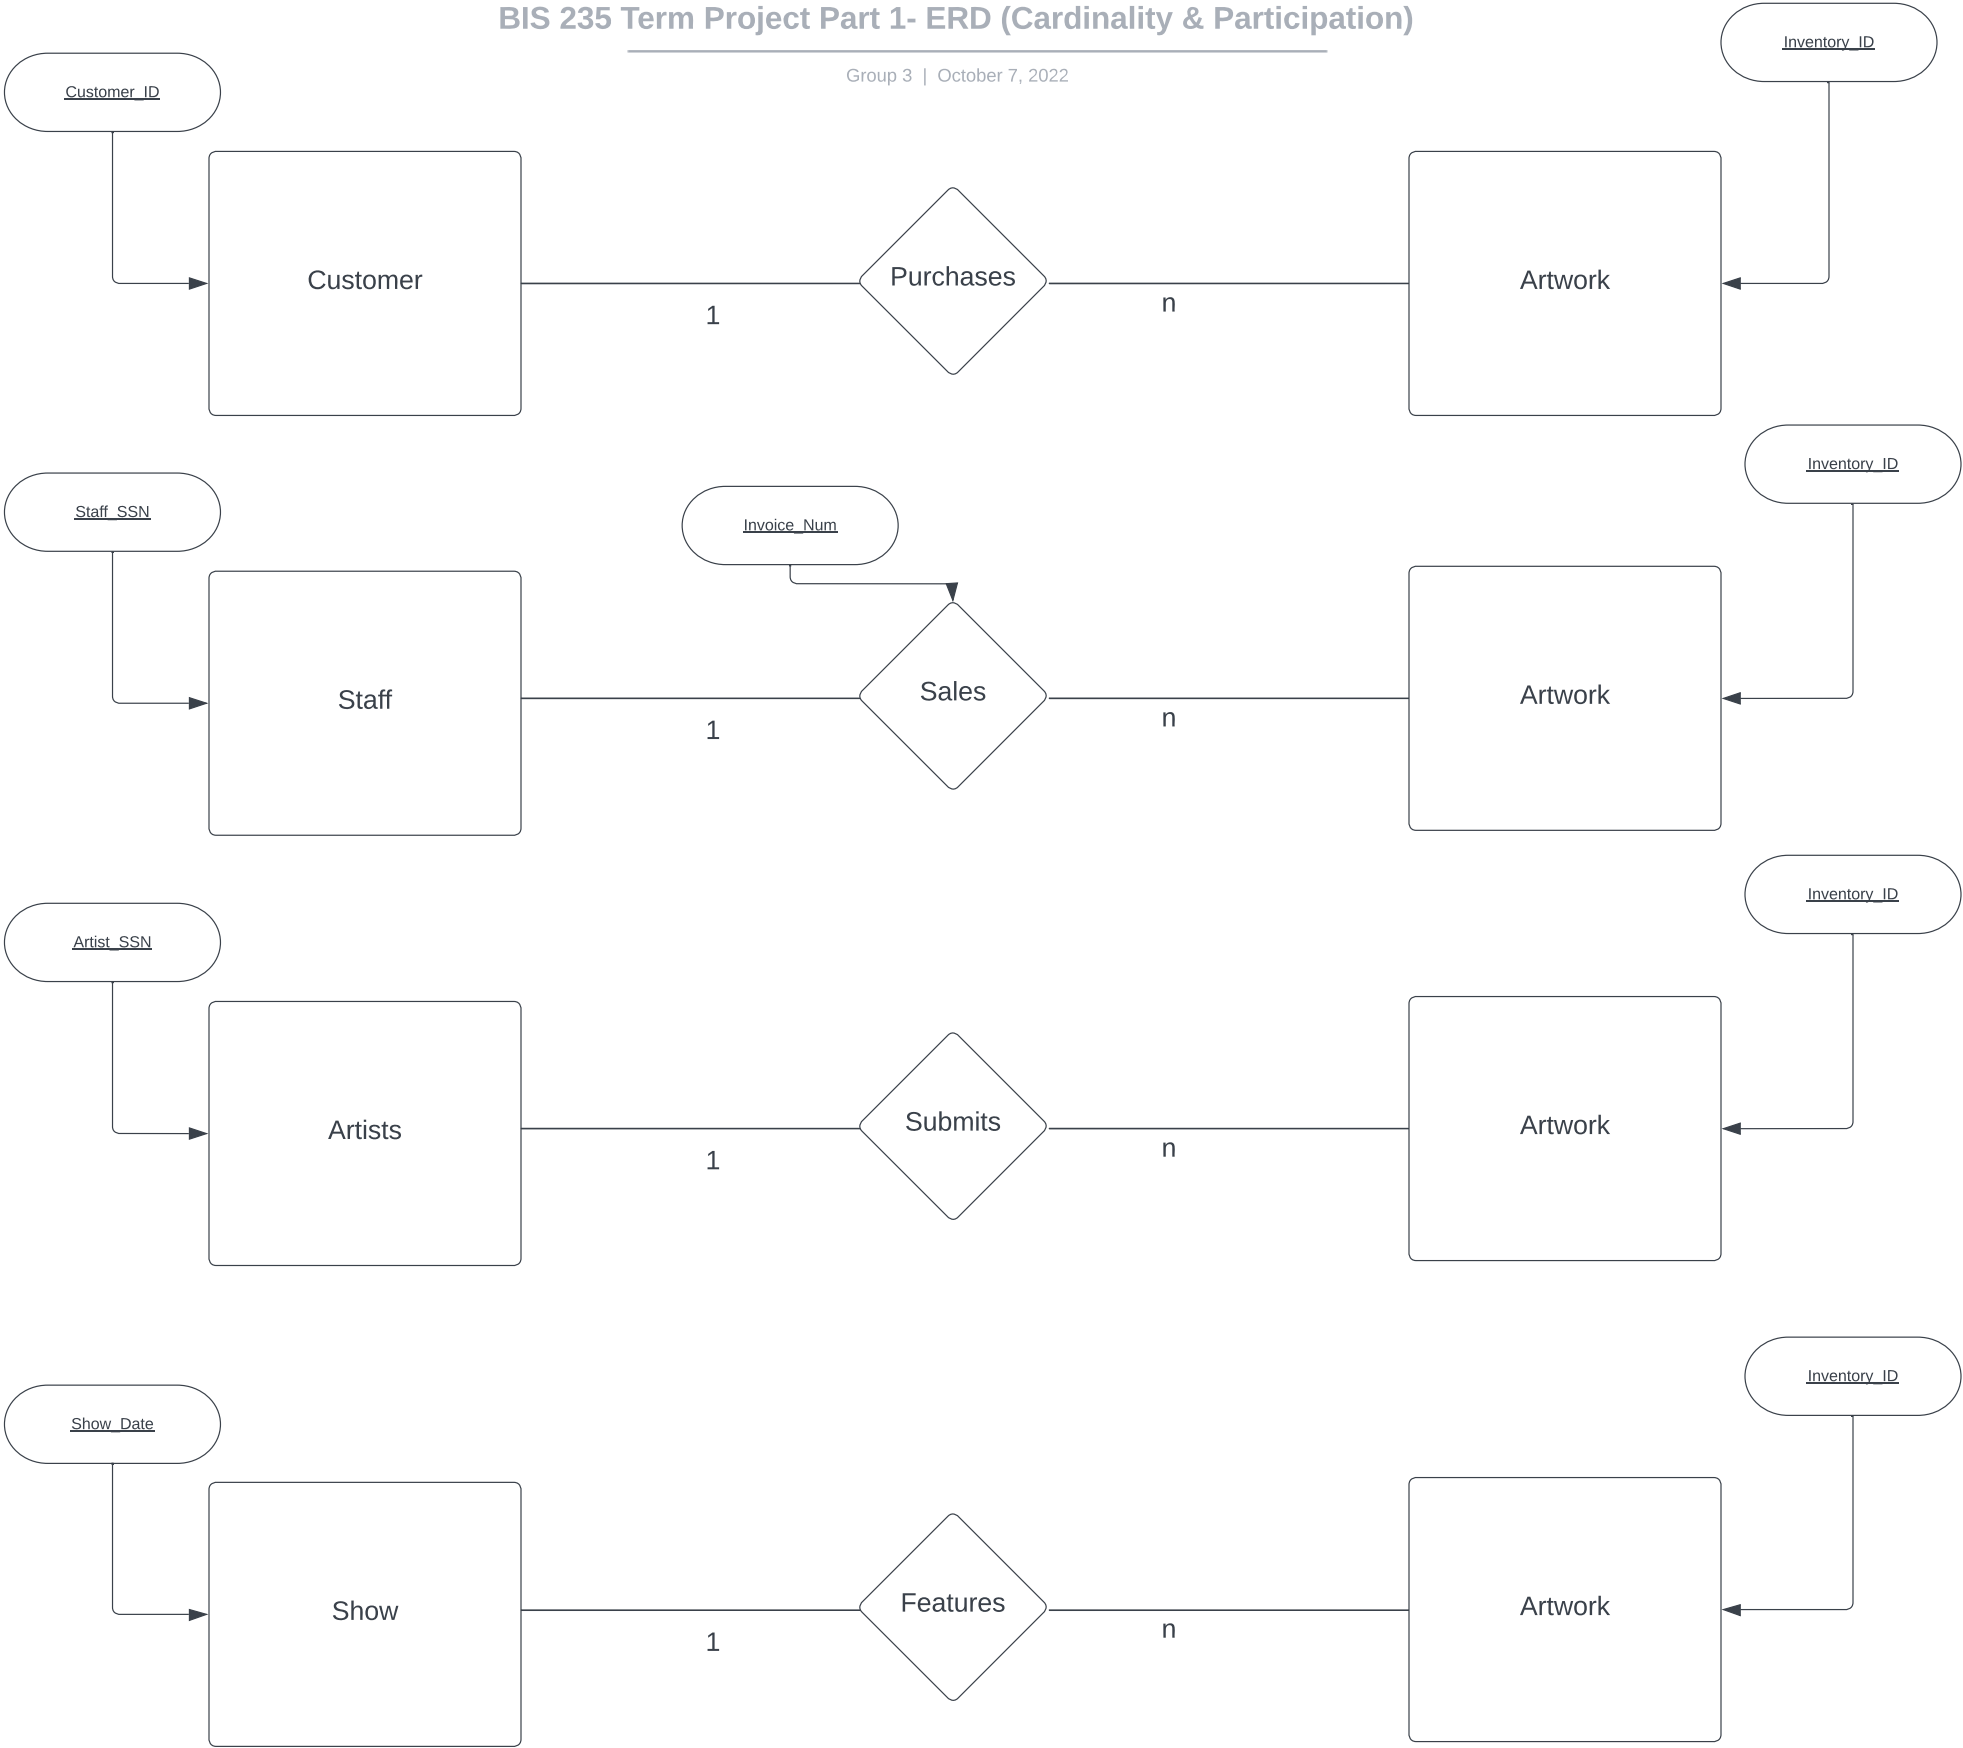 BIS 235 Term Project Part 1- ERD (Cardinality & Participation)
Group 3 | October 7, 2022
Customer_ID
Inventory_ID
Customer
1
Purchases
n
Artwork
Staff_SSN
Invoice_Num
Inventory_ID
Staff
1
Sales
n
Artwork
Artist_SSN
Inventory_ID
Artists
1
Submits
n
Artwork
Show_Date
Inventory_ID
Show
1
Features
n
Artwork